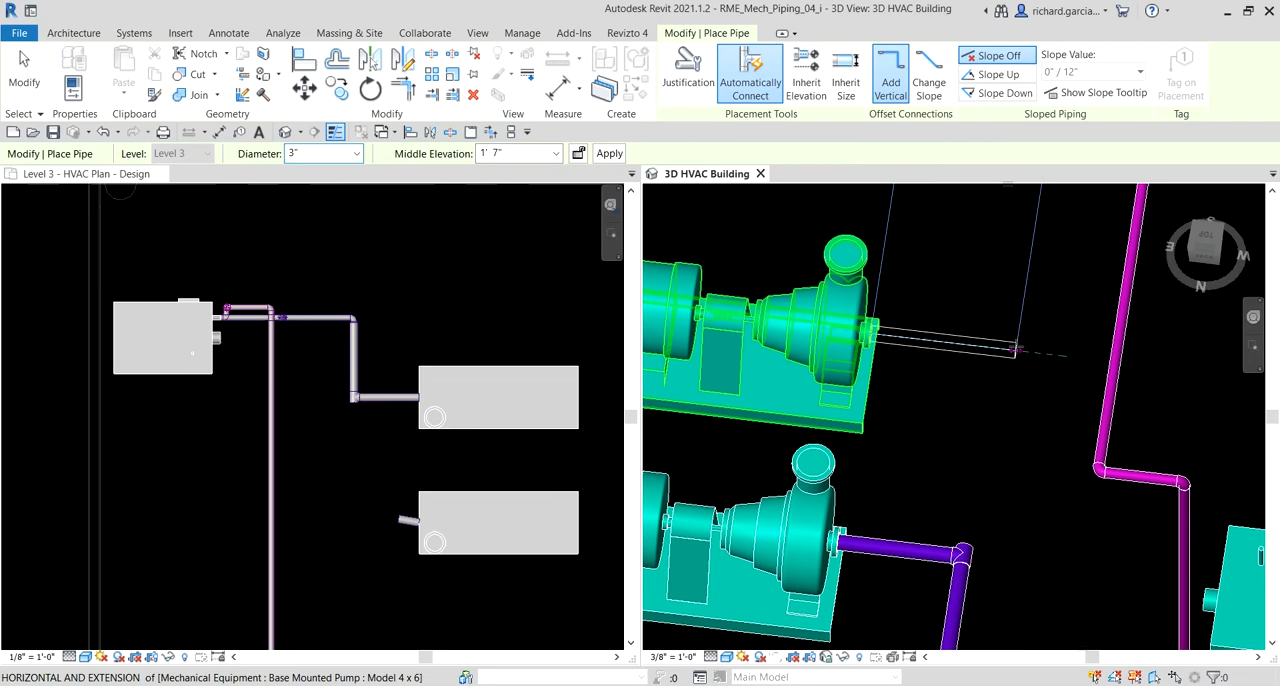 Autodesk Revit 2021.1.2 - RME_Mech_Piping_04_i - 3D View: 3D HVAC Building
richard.garcia...
File Architecture Systems Insert Annotate Analyze Massing & Site Collaborate View Manage Add-Ins Revizto 4 Modify | Place Pipe
Modify
Properties
Paste
Notch
Cut
Join
Justification
Automatically Connect
Inherit Elevation
Inherit Size
Add Vertical
Change Slope
Slope Off
Slope Up
Slope Down
Slope Value:
0" / 12"
Show Slope Tooltip
Tag on Placement
Select Properties Clipboard Geometry Modify View Measure Create Placement Tools Offset Connections Sloped Piping Tag
Modify | Place Pipe Level: Level 3 Diameter: 3" Middle Elevation: 1' 7" Apply
Level 3 - HVAC Plan - Design
3D HVAC Building
TOP
S
E
W
N
1/8" = 1'-0"
3/8" = 1'-0"
HORIZONTAL AND EXTENSION of [Mechanical Equipment : Base Mounted Pump : Model 4 x 6]
:0
Main Model
:0